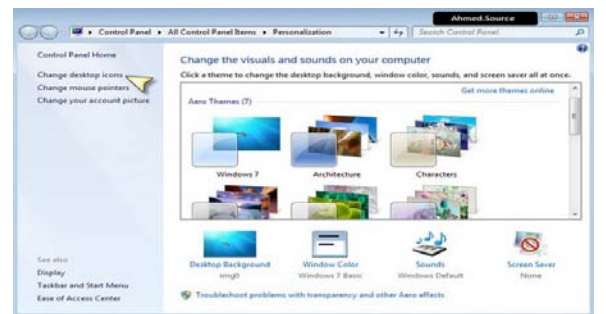 Ahmed.Source
Control Panel ▸ All Control Panel Items ▸ Personalization
Search Control Panel
Control Panel Home
Change desktop icons
Change mouse pointers
Change your account picture
See also
Display
Taskbar and Start Menu
Ease of Access Center
Change the visuals and sounds on your computer
Click a theme to change the desktop background, window color, sounds, and screen saver all at once.
Get more themes online
Aero Themes (7)
Windows 7
Architecture
Characters
Desktop Background
img0
Window Color
Windows 7 Basic
Sounds
Windows Default
Screen Saver
None
Troubleshoot problems with transparency and other Aero effects